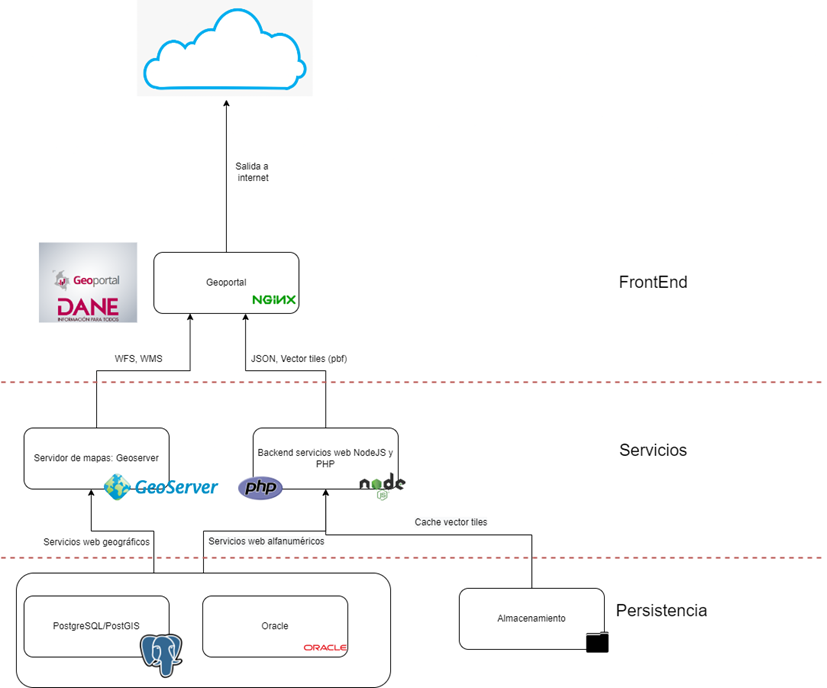 Salida a
internet
Geoportal
DANE
INFORMACIÓN PARA TODOS
Geoportal
NGINX
FrontEnd
WFS, WMS
JSON, Vector tiles (pbf)
Servidor de mapas: Geoserver
GeoServer
Backend servicios web NodeJS y
PHP
php
node
JS
Servicios
Cache vector tiles
Servicios web geográficos
Servicios web alfanuméricos
PostgreSQL/PostGIS
Oracle
ORACLE
Almacenamiento
Persistencia